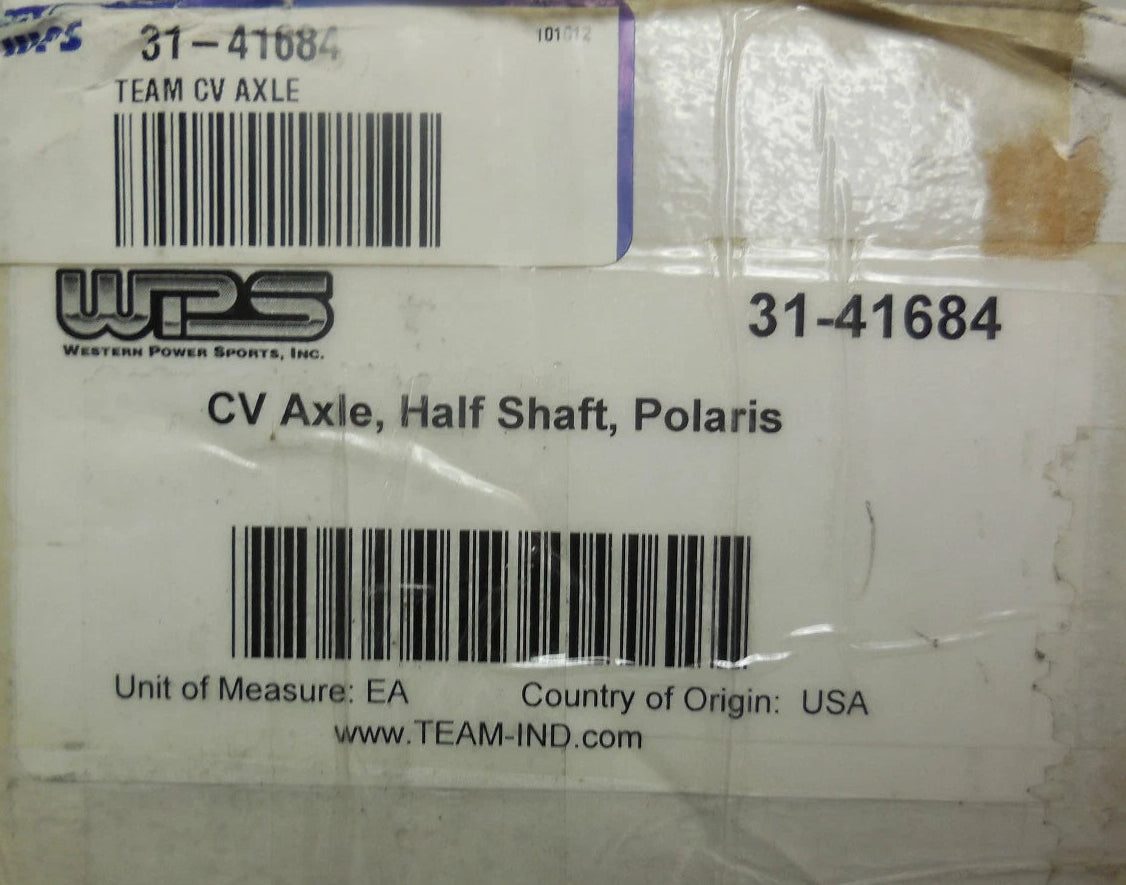 WPS 31-41684 101012
TEAM CV AXLE
WPS
WESTERN POWER SPORTS, INC.
31-41684
CV Axle, Half Shaft, Polaris
Unit of Measure: EA Country of Origin: USA
www.TEAM-IND.com